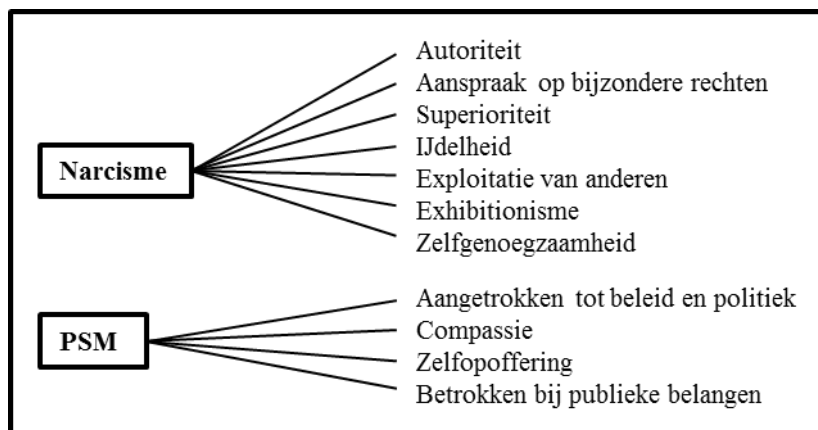 Narcisme
Autoriteit
Aanspraak op bijzondere rechten
Superioriteit
IJdelheid
Exploitatie van anderen
Exhibitionisme
Zelfgenoegzaamheid
PSM
Aangetrokken tot beleid en politiek
Compassie
Zelfopoffering
Betrokken bij publieke belangen